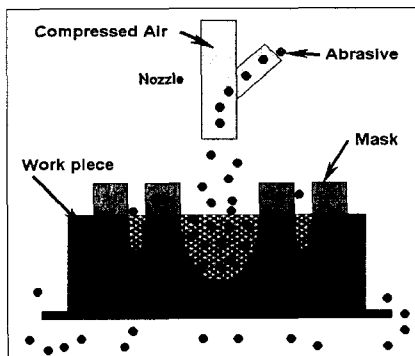 Compressed Air
Abrasive
Nozzle
Mask
Work piece